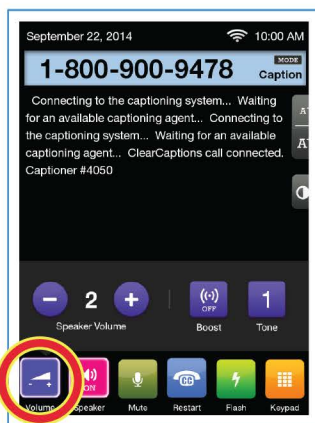 September 22, 2014 10:00 AM
1-800-900-9478 MODE Caption
Connecting to the captioning system... Waiting
for an available captioning agent... Connecting to
the captioning system... Waiting for an available
captioning agent... ClearCaptions call connected.
Captioner #4050
A
A
- 2 + OFF 1
Speaker Volume Boost Tone
- + ON CC
Volume Speaker Mute Restart Flash Keypad